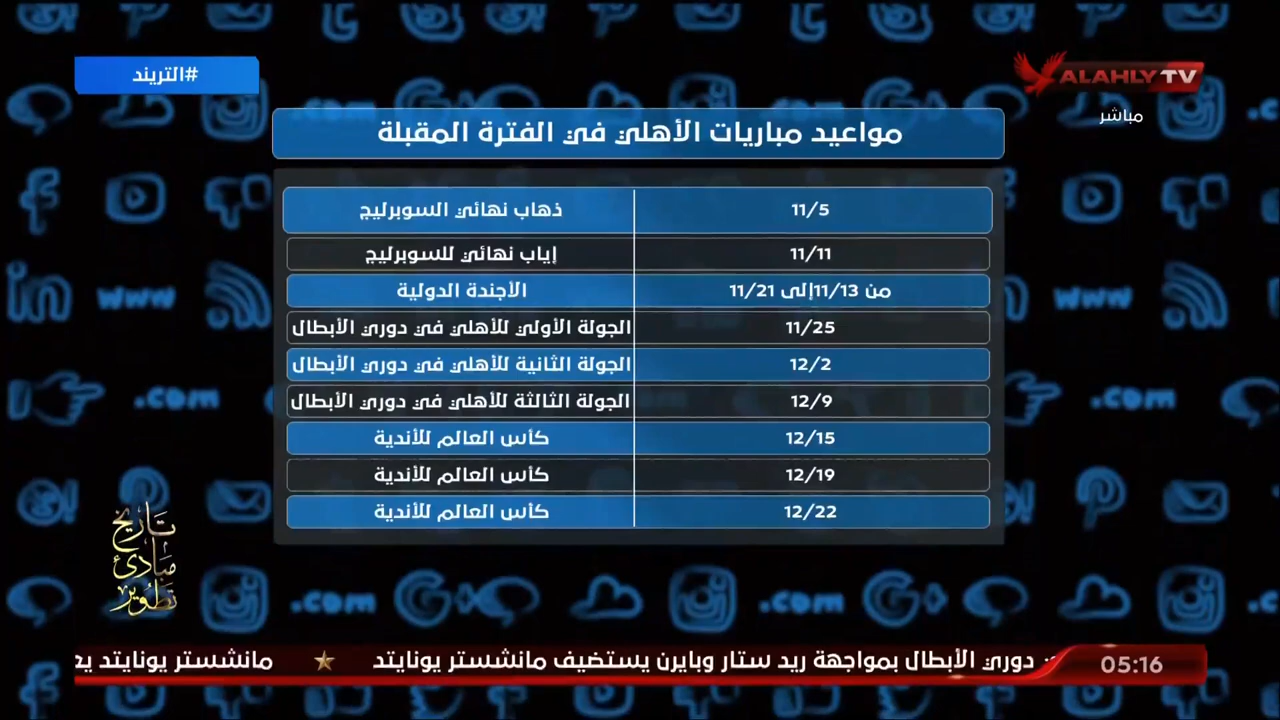 #التريند
ALAHLY TV
مباشر
مواعيد مباريات الأهلي في الفترة المقبلة
11/5 ذهاب نهائي السوبرليج
11/11 إياب نهائي للسوبرليج
من 11/13إلى 11/21 الأجندة الدولية
11/25 الجولة الأولي للأهلي في دوري الأبطال
12/2 الجولة الثانية للأهلي في دوري الأبطال
12/9 الجولة الثالثة للأهلي في دوري الأبطال
12/15 كأس العالم للأندية
12/19 كأس العالم للأندية
12/22 كأس العالم للأندية
تاريخ
مبادئ
تطوير
05:16
دوري الأبطال بمواجهة ريد ستار وبايرن يستضيف مانشستر يونايتد ★ مانشستر يونايتد